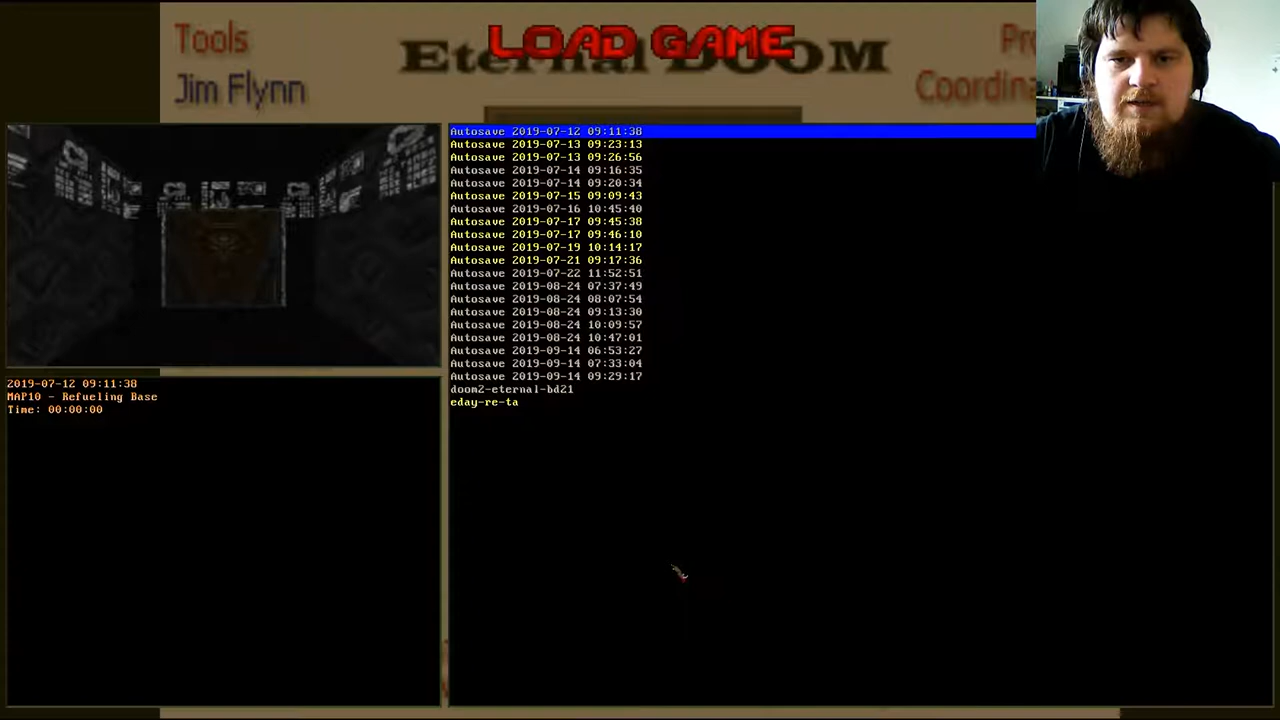 Tools
Jim Flynn
Eternal DOOM
LOAD GAME
Autosave 2019-07-12 09:11:38
Autosave 2019-07-13 09:23:13
Autosave 2019-07-13 09:26:56
Autosave 2019-07-14 09:16:35
Autosave 2019-07-14 09:20:34
Autosave 2019-07-15 09:09:43
Autosave 2019-07-16 10:45:40
Autosave 2019-07-17 09:45:38
Autosave 2019-07-17 09:46:10
Autosave 2019-07-19 10:14:17
Autosave 2019-07-21 09:17:36
Autosave 2019-07-22 11:52:51
Autosave 2019-08-24 07:37:49
Autosave 2019-08-24 08:07:54
Autosave 2019-08-24 09:13:30
Autosave 2019-08-24 10:09:57
Autosave 2019-08-24 10:47:01
Autosave 2019-09-14 06:53:27
Autosave 2019-09-14 07:33:04
Autosave 2019-09-14 09:29:17
doom2-eternal-bd21
eday-re-ta
2019-07-12 09:11:38
MAP10 - Refueling Base
Time: 00:00:00